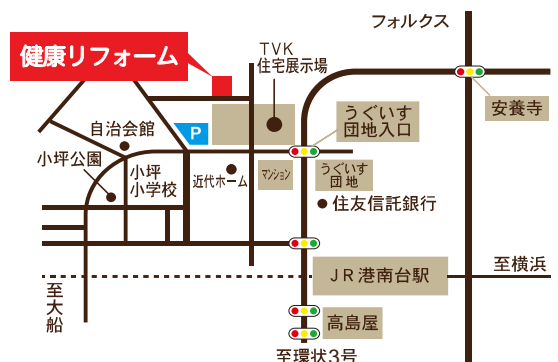 フォルクス
健康リフォーム
TVK
住宅展示場
安養寺
うぐいす
団地入口
自治会館
P
小坪公園
小坪
小学校
近代ホーム
マンション
うぐいす
団地
住友信託銀行
至横浜
JR港南台駅
至
大
船
高島屋
至環状3号